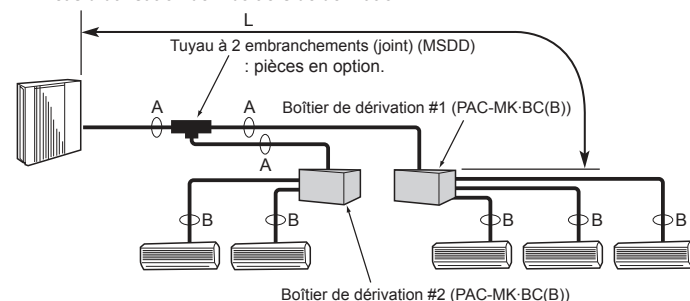 L
Tuyau à 2 embranchements (joint) (MSDD)
: pièces en option.
A
A
Boîtier de dérivation #1 (PAC-MK·BC(B))
A
B
B
B
B
B
Boîtier de dérivation #2 (PAC-MK·BC(B))